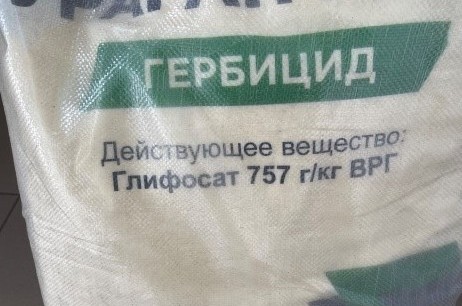 ГЕРБИЦИД
Действующее вещество:
Глифосат 757 г/кг ВРГ